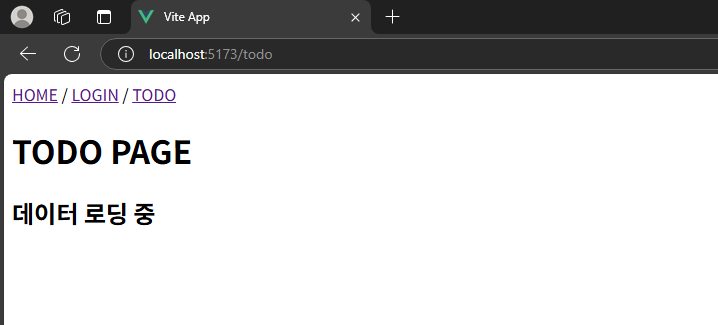 Vite App
localhost:5173/todo
HOME / LOGIN / TODO
TODO PAGE
데이터 로딩 중